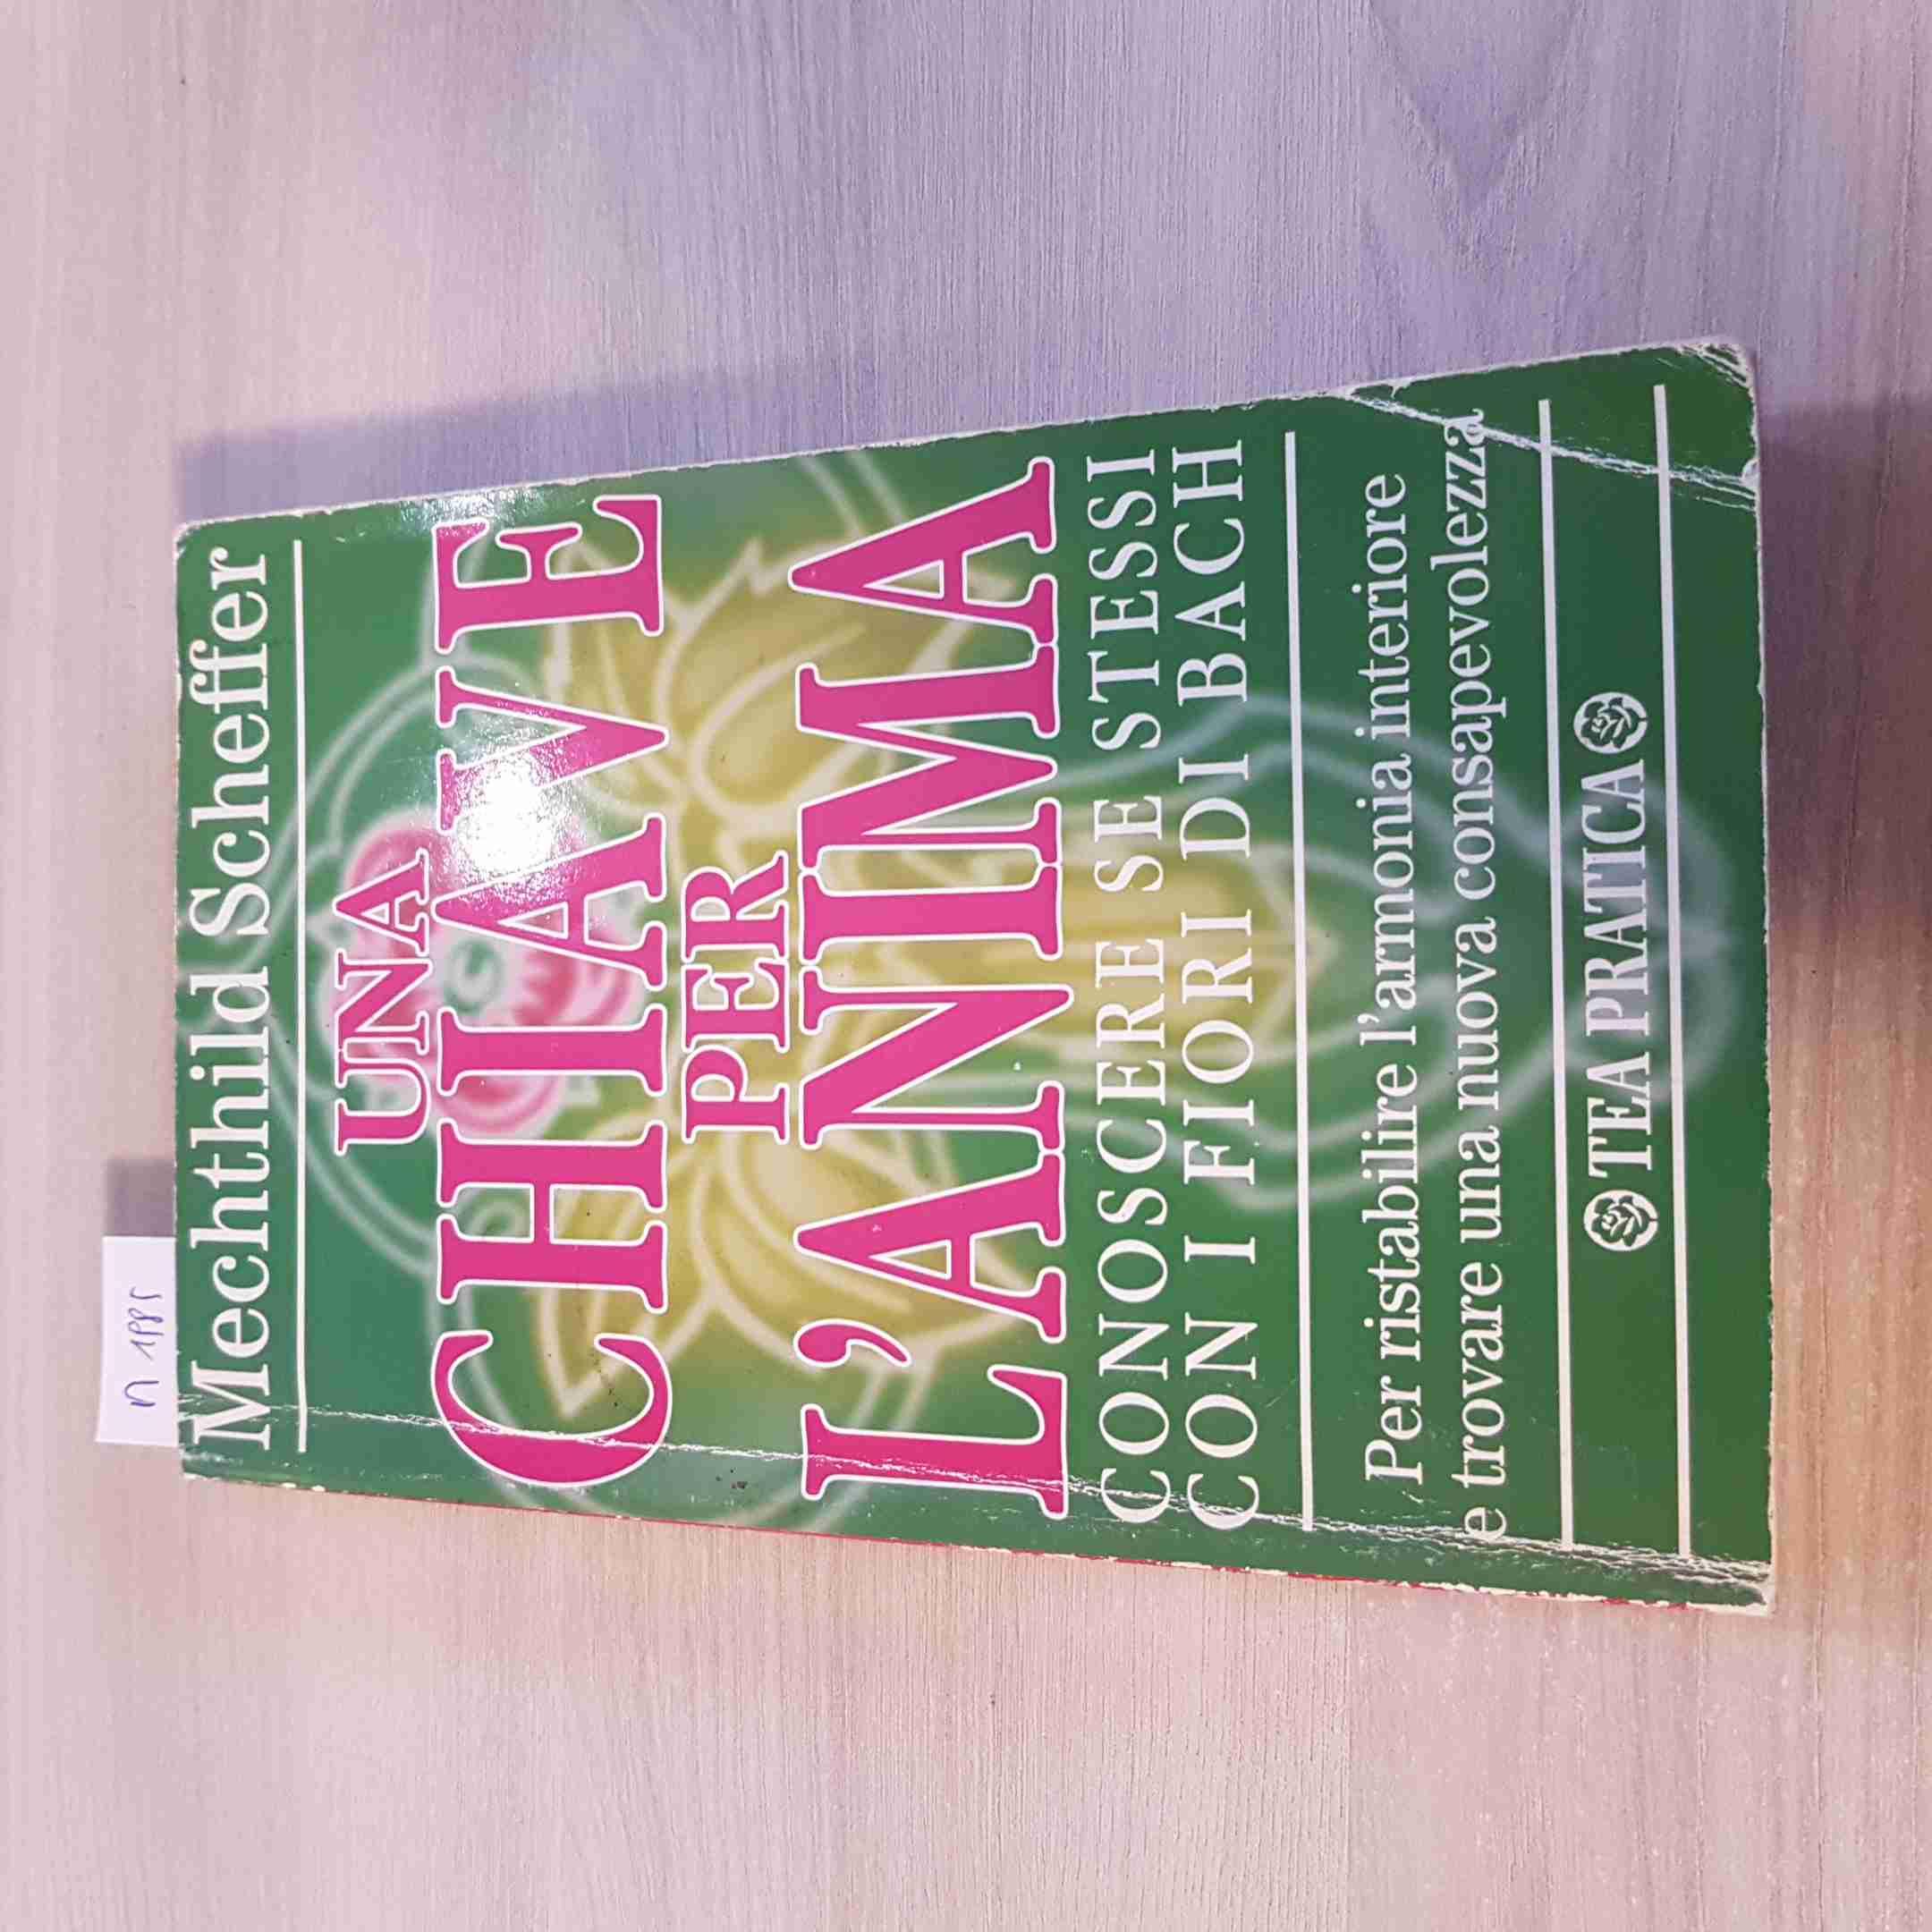 n 1985
Mechthild Scheffer
UNA
CHIAVE
PER
L'ANIMA
CONOSCERE SE STESSI
CON I FIORI DI BACH
Per ristabilire l'armonia interiore
e trovare una nuova consapevolezza
TEA PRATICA